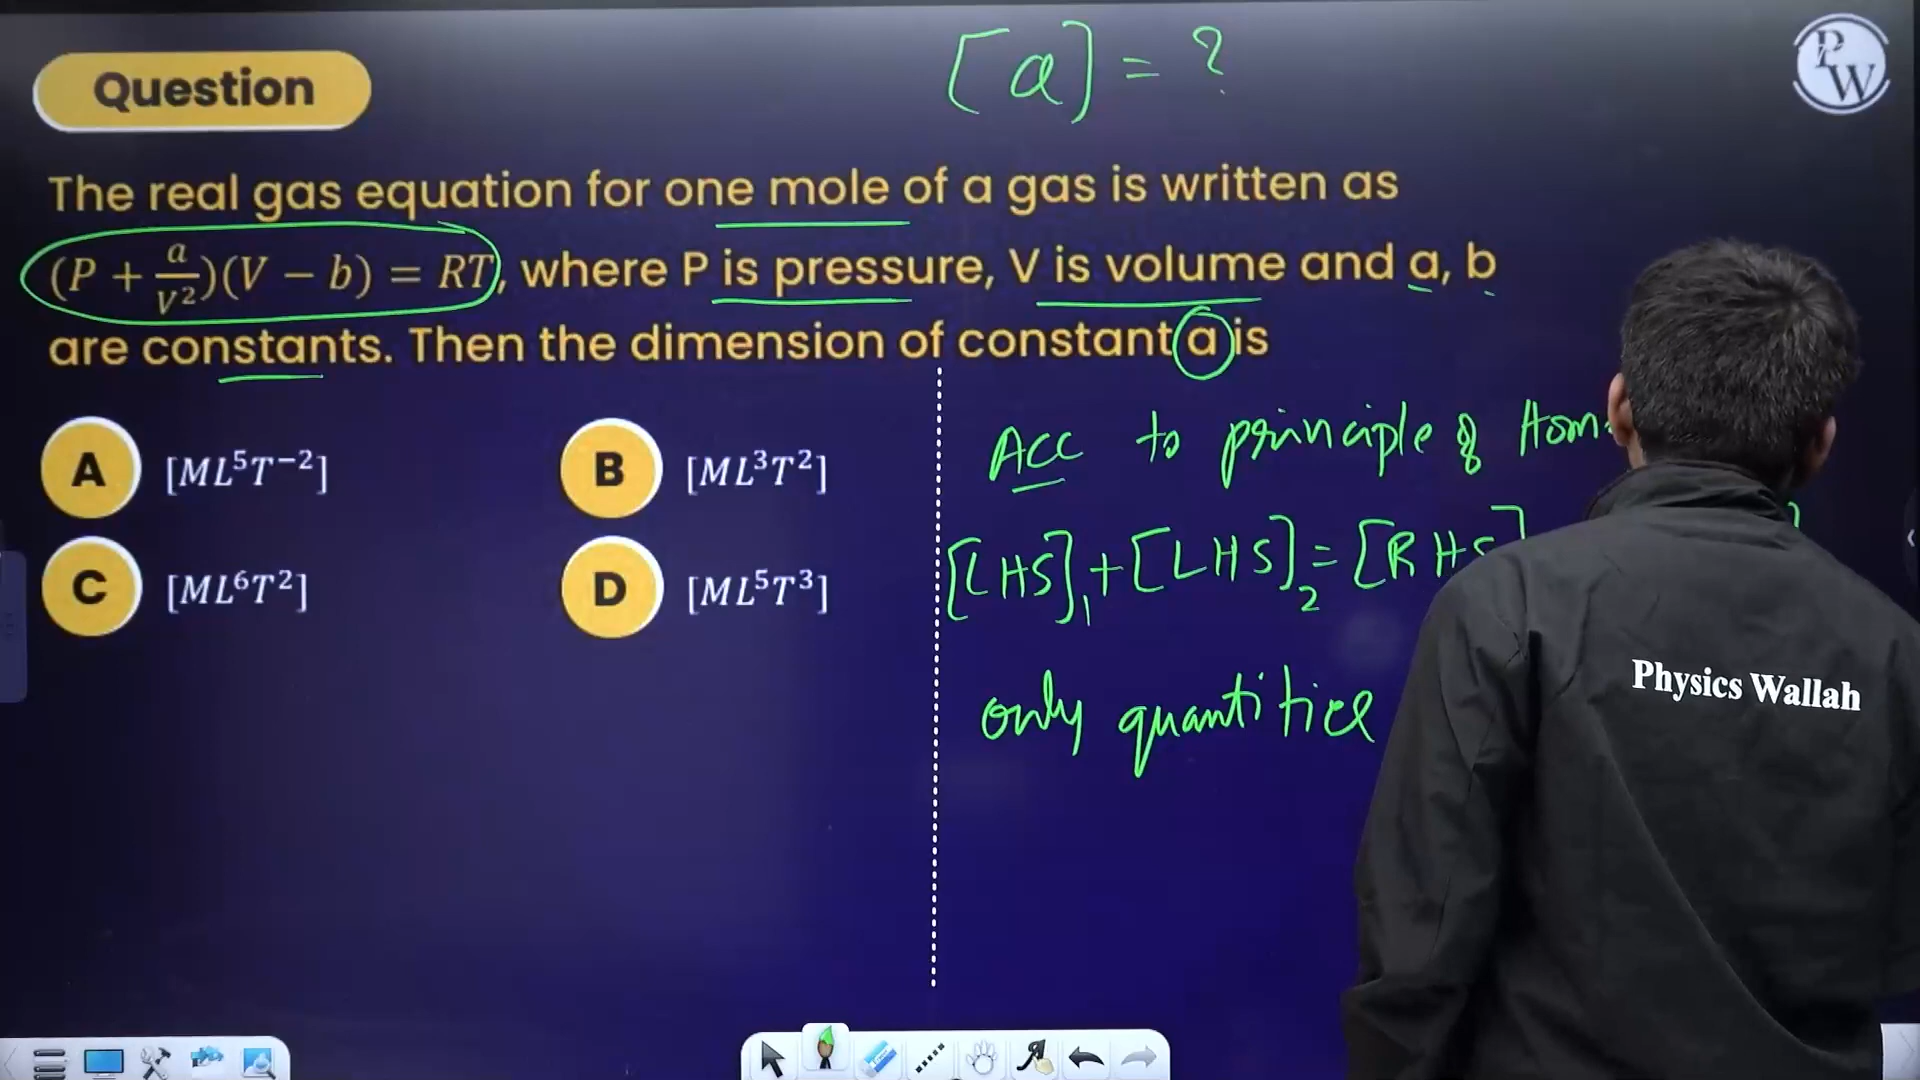 [a] = ?
PW
Question
The real gas equation for one mole of a gas is written as
(P + a/V²)(V − b) = RT, where P is pressure, V is volume and a, b
are constants. Then the dimension of constant a is
A [ML⁵T⁻²]
B [ML³T²]
C [ML⁶T²]
D [ML⁵T³]
Acc to principle of
[LHS]₁ + [LHS]₂ = [RHS]
only quantities
Physics Wallah